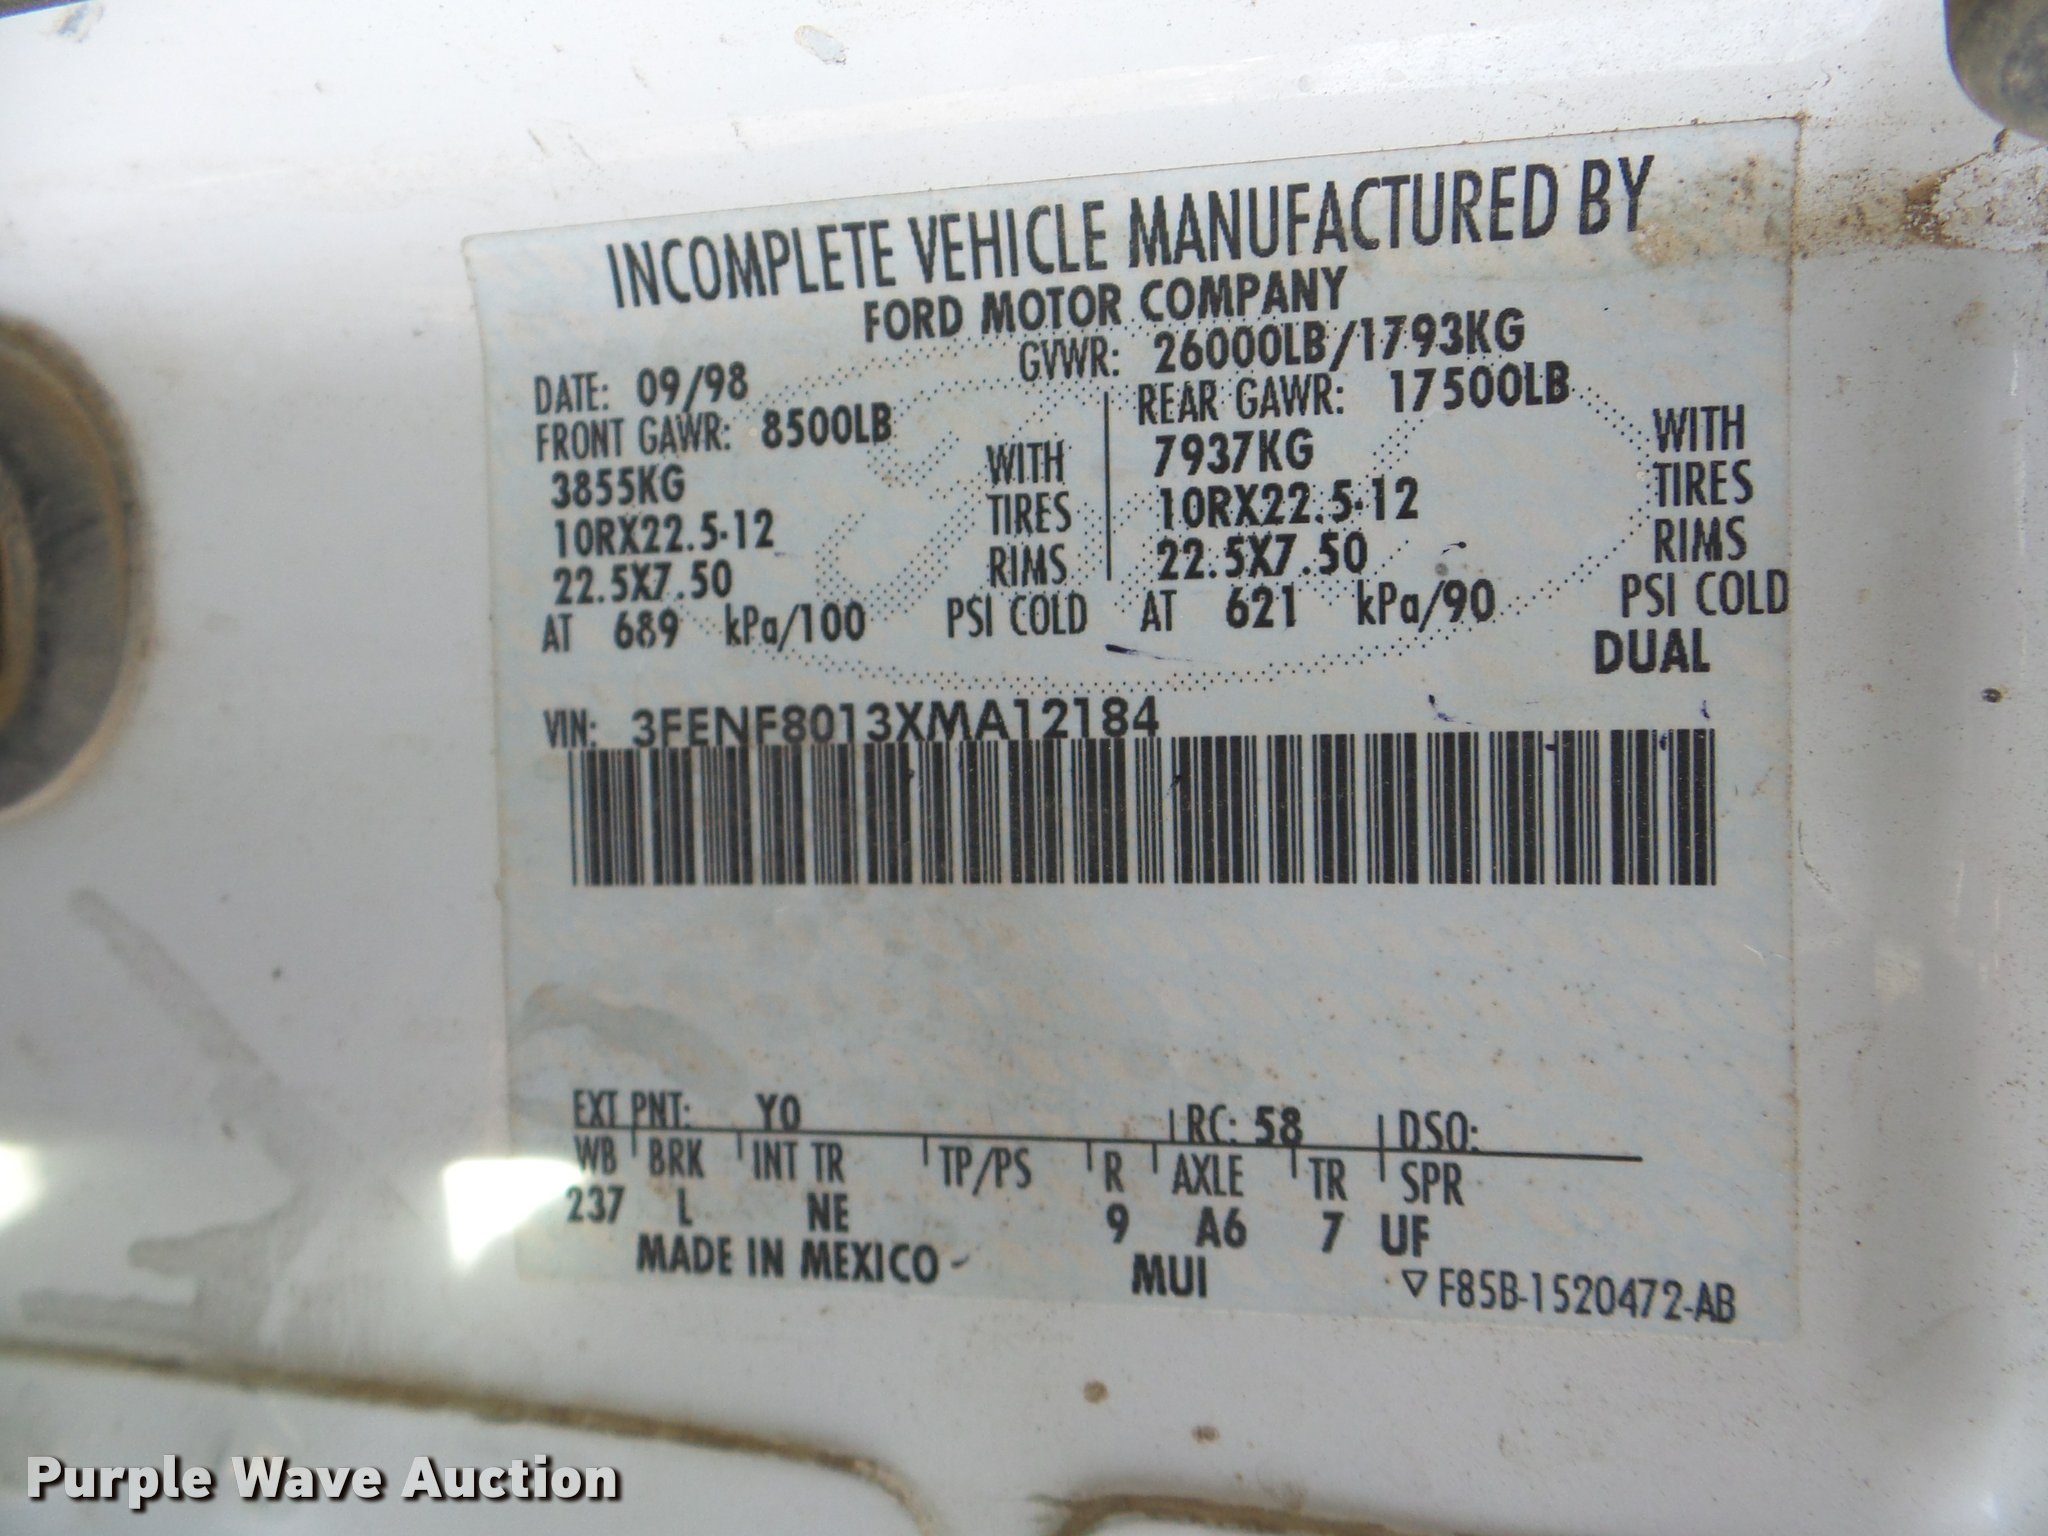 INCOMPLETE VEHICLE MANUFACTURED BY
FORD MOTOR COMPANY
DATE: 09/98 GVWR: 26000LB/1793KG
FRONT GAWR: 8500LB REAR GAWR: 17500LB
3855KG WITH 7937KG WITH
10RX22.5-12 TIRES 10RX22.5-12 TIRES
22.5X7.50 RIMS 22.5X7.50 RIMS
AT 689 kPa/100 PSI COLD AT 621 kPa/90 PSI COLD
DUAL
VIN: 3FENF8013XMA12184
EXT PNT: YO RC: 58 DSO:
WB BRK INT TR TP/PS R AXLE TR SPR
237 L NE 9 A6 7 UF
MADE IN MEXICO MUI ▽ F85B-1520472-AB
Purple Wave Auction